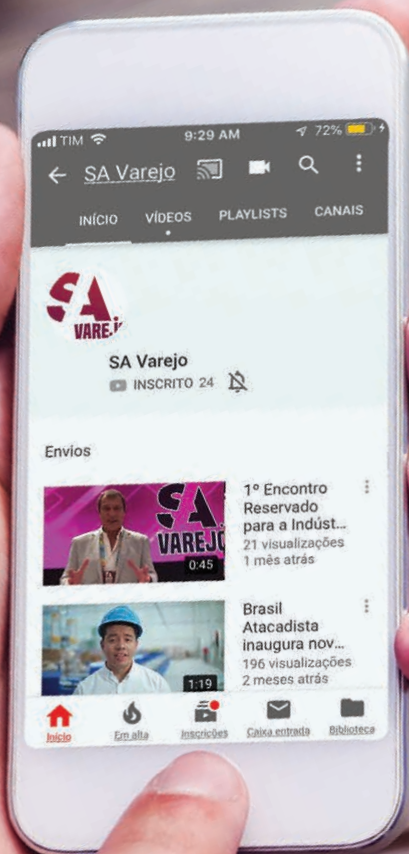 TIM 9:29 AM 72%
SA Varejo
INÍCIO VÍDEOS PLAYLISTS CANAIS
SA
VAREJ
SA Varejo
INSCRITO 24
Envios
1º Encontro
Reservado
para a Indúst...
21 visualizações
1 mês atrás
SA
VAREJO
0:45
Brasil
Atacadista
inaugura nov...
196 visualizações
2 meses atrás
1:19
Início Em alta Inscrições Caixa entrada Biblioteca